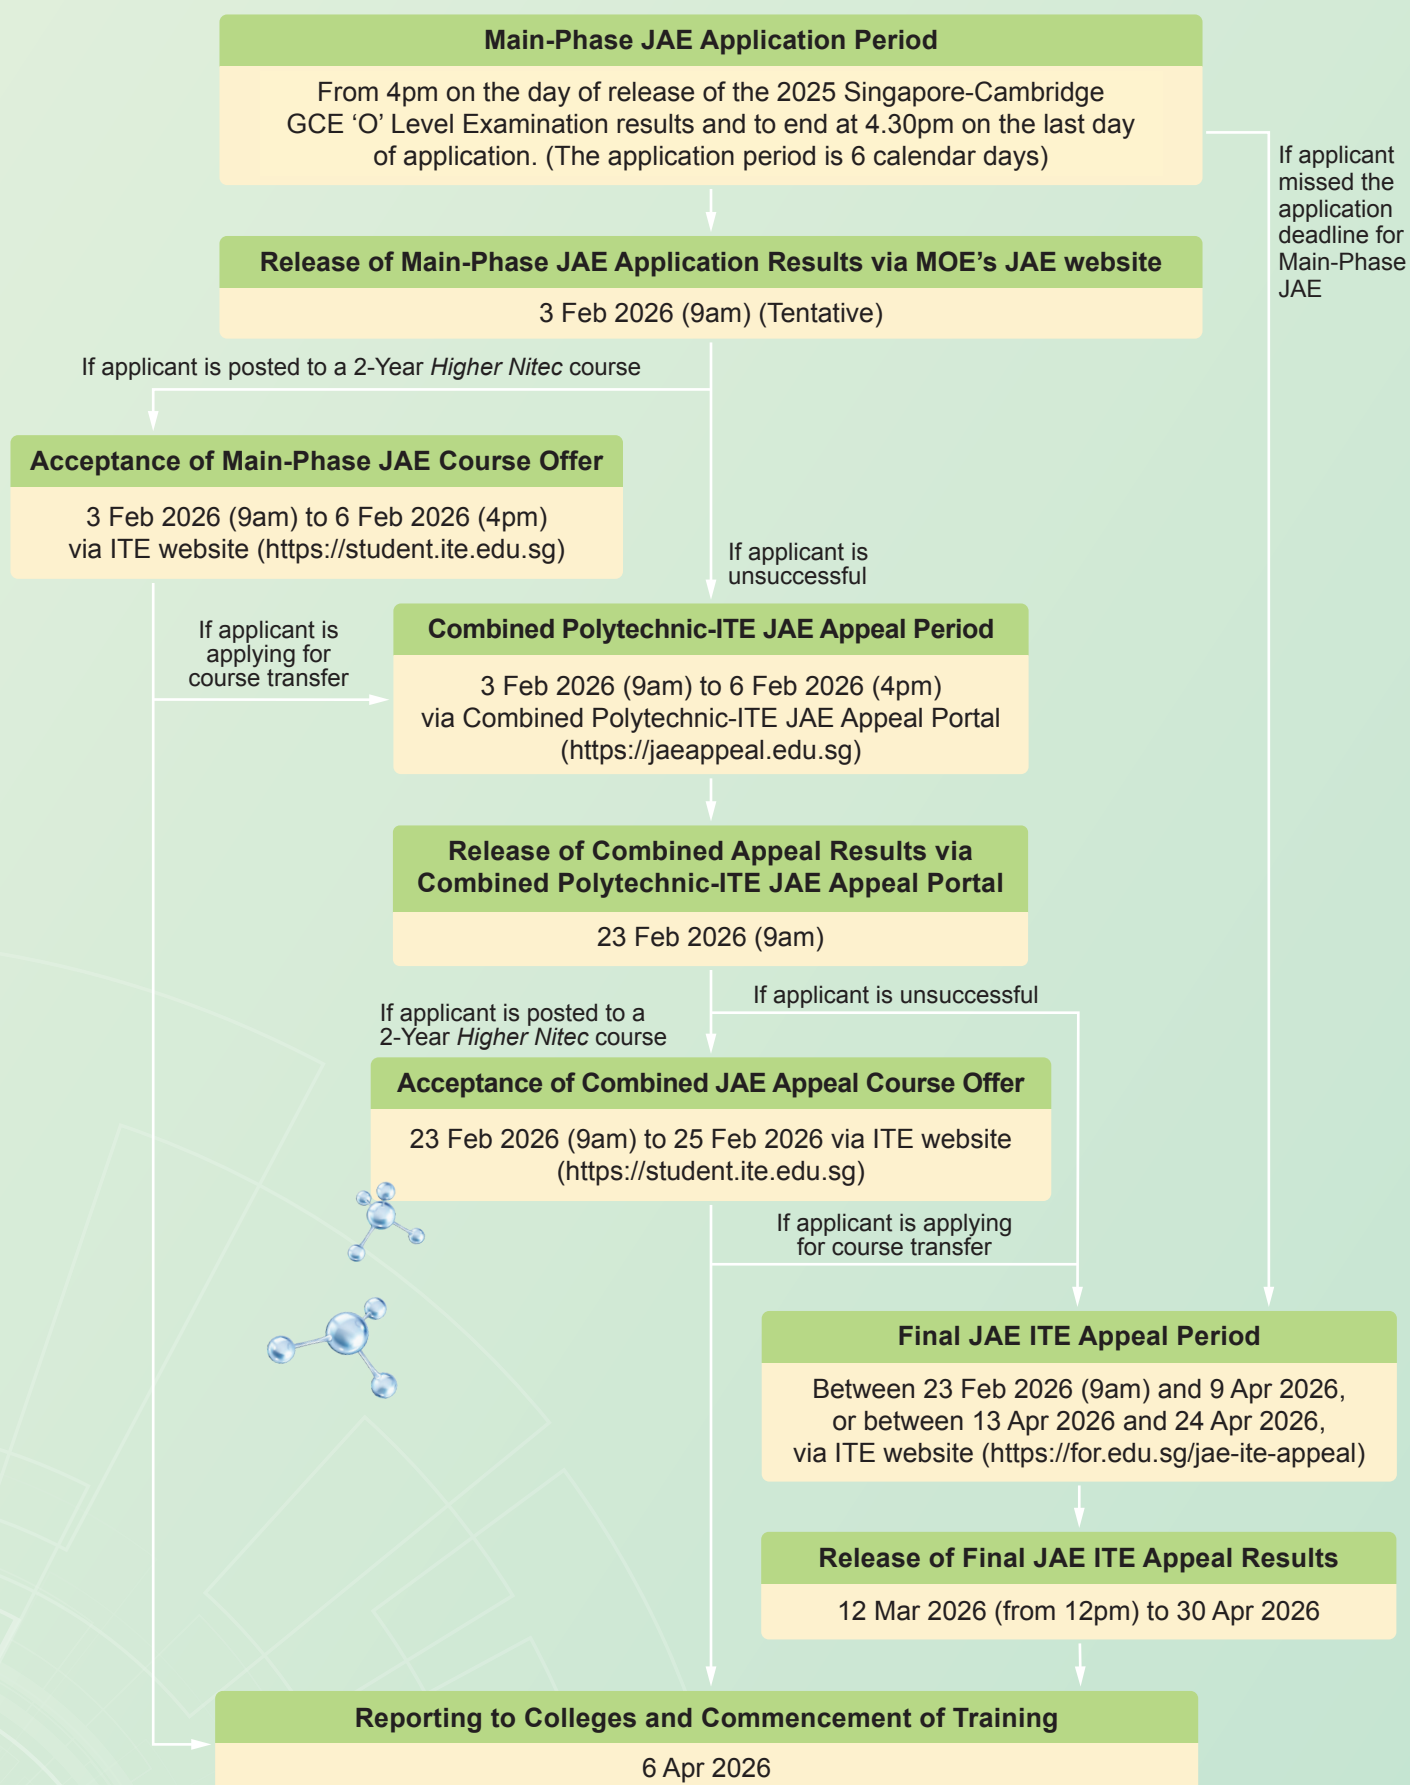 Main-Phase JAE Application Period
From 4pm on the day of release of the 2025 Singapore-Cambridge
GCE ‘O’ Level Examination results and to end at 4.30pm on the last day
of application. (The application period is 6 calendar days)
If applicant
missed the
application
deadline for
Main-Phase
JAE
Release of Main-Phase JAE Application Results via MOE’s JAE website
3 Feb 2026 (9am) (Tentative)
If applicant is posted to a 2-Year Higher Nitec course
Acceptance of Main-Phase JAE Course Offer
3 Feb 2026 (9am) to 6 Feb 2026 (4pm)
via ITE website (https://student.ite.edu.sg)
If applicant is
unsuccessful
If applicant is
applying for
course transfer
Combined Polytechnic-ITE JAE Appeal Period
3 Feb 2026 (9am) to 6 Feb 2026 (4pm)
via Combined Polytechnic-ITE JAE Appeal Portal
(https://jaeappeal.edu.sg)
Release of Combined Appeal Results via
Combined Polytechnic-ITE JAE Appeal Portal
23 Feb 2026 (9am)
If applicant is unsuccessful
If applicant is posted to a
2-Year Higher Nitec course
Acceptance of Combined JAE Appeal Course Offer
23 Feb 2026 (9am) to 25 Feb 2026 via ITE website
(https://student.ite.edu.sg)
If applicant is applying
for course transfer
Final JAE ITE Appeal Period
Between 23 Feb 2026 (9am) and 9 Apr 2026,
or between 13 Apr 2026 and 24 Apr 2026,
via ITE website (https://for.edu.sg/jae-ite-appeal)
Release of Final JAE ITE Appeal Results
12 Mar 2026 (from 12pm) to 30 Apr 2026
Reporting to Colleges and Commencement of Training
6 Apr 2026